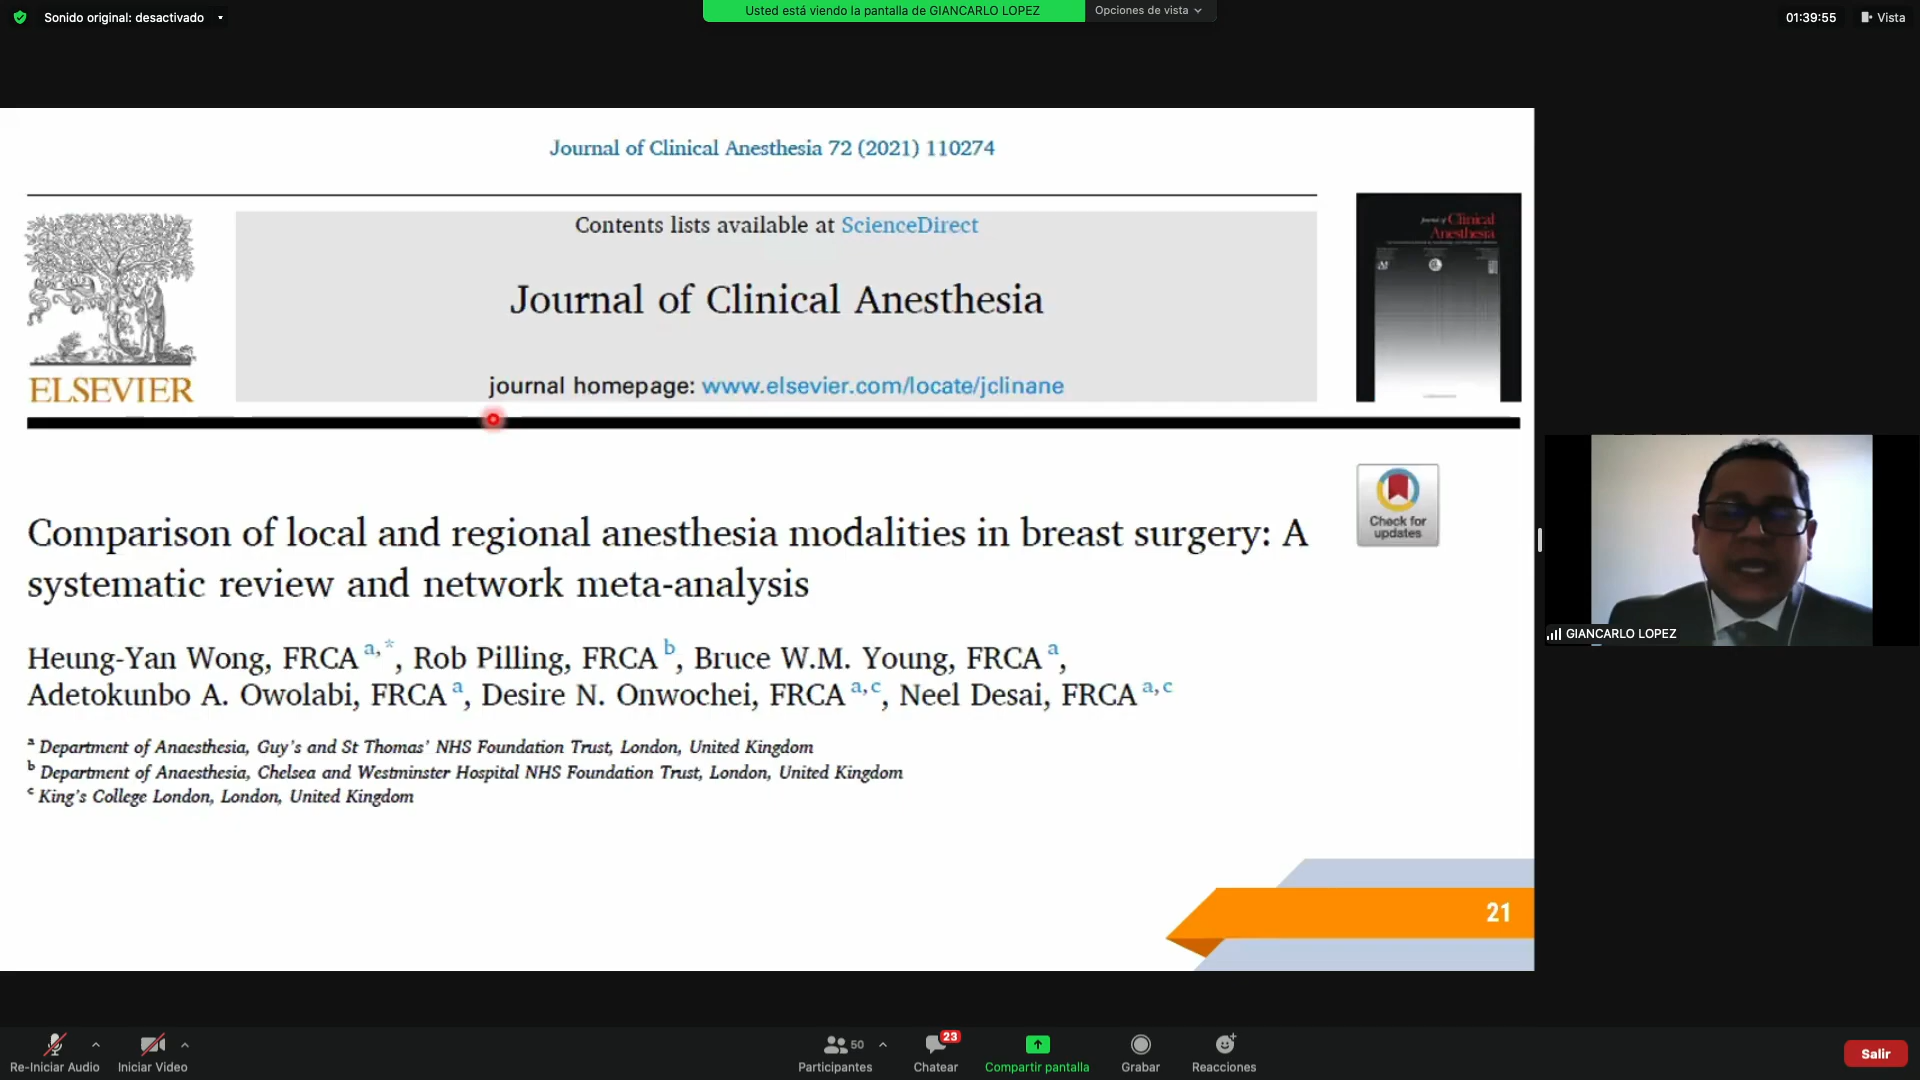 Sonido original: desactivado
Usted está viendo la pantalla de GIANCARLO LOPEZ
Opciones de vista
01:39:55
Vista
Journal of Clinical Anesthesia 72 (2021) 110274
Contents lists available at ScienceDirect
Journal of Clinical Anesthesia
journal homepage: www.elsevier.com/locate/jclinane
ELSEVIER
Journal of Clinical
Anesthesia
Check for
updates
Comparison of local and regional anesthesia modalities in breast surgery: A
systematic review and network meta-analysis
Heung-Yan Wong, FRCA a,*, Rob Pilling, FRCA b, Bruce W.M. Young, FRCA a,
Adetokunbo A. Owolabi, FRCA a, Desire N. Onwochei, FRCA a,c, Neel Desai, FRCA a,c
a Department of Anaesthesia, Guy's and St Thomas' NHS Foundation Trust, London, United Kingdom
b Department of Anaesthesia, Chelsea and Westminster Hospital NHS Foundation Trust, London, United Kingdom
c King's College London, London, United Kingdom
21
GIANCARLO LOPEZ
Re-Iniciar Audio
Iniciar Video
50
Participantes
23
Chatear
Compartir pantalla
Grabar
Reacciones
Salir